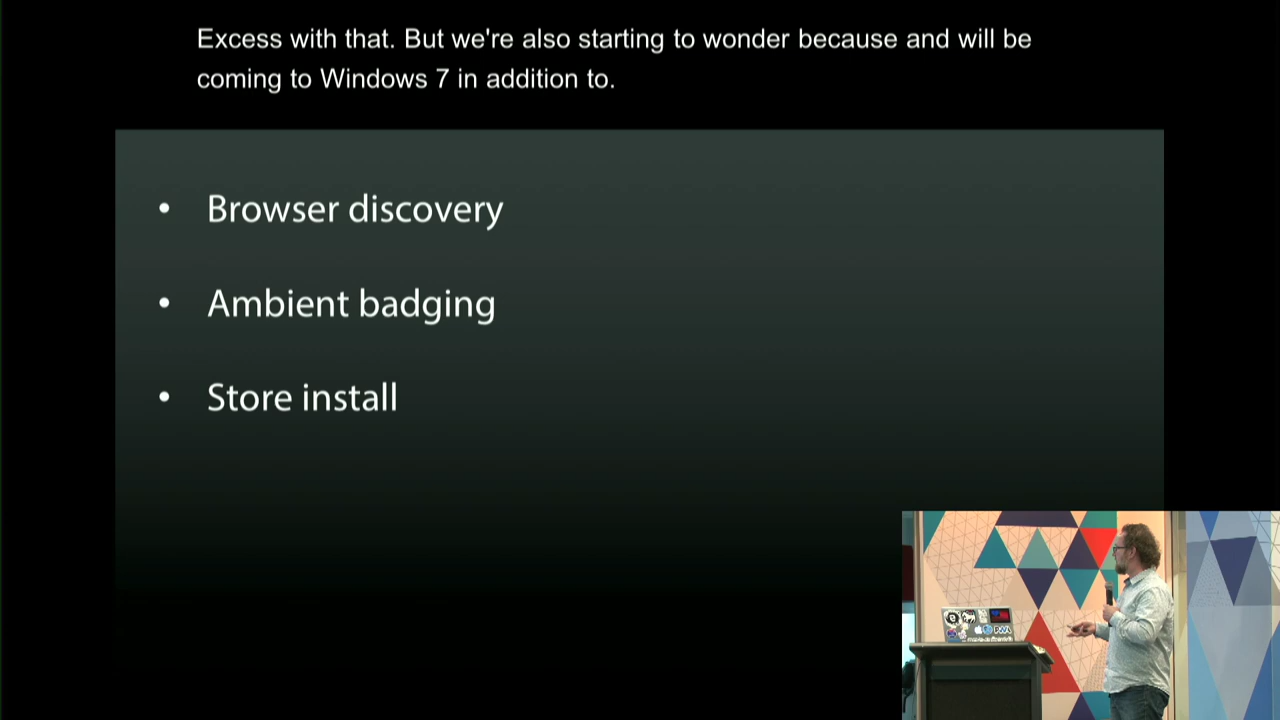 Excess with that. But we're also starting to wonder because and will be
coming to Windows 7 in addition to.
• Browser discovery
• Ambient badging
• Store install